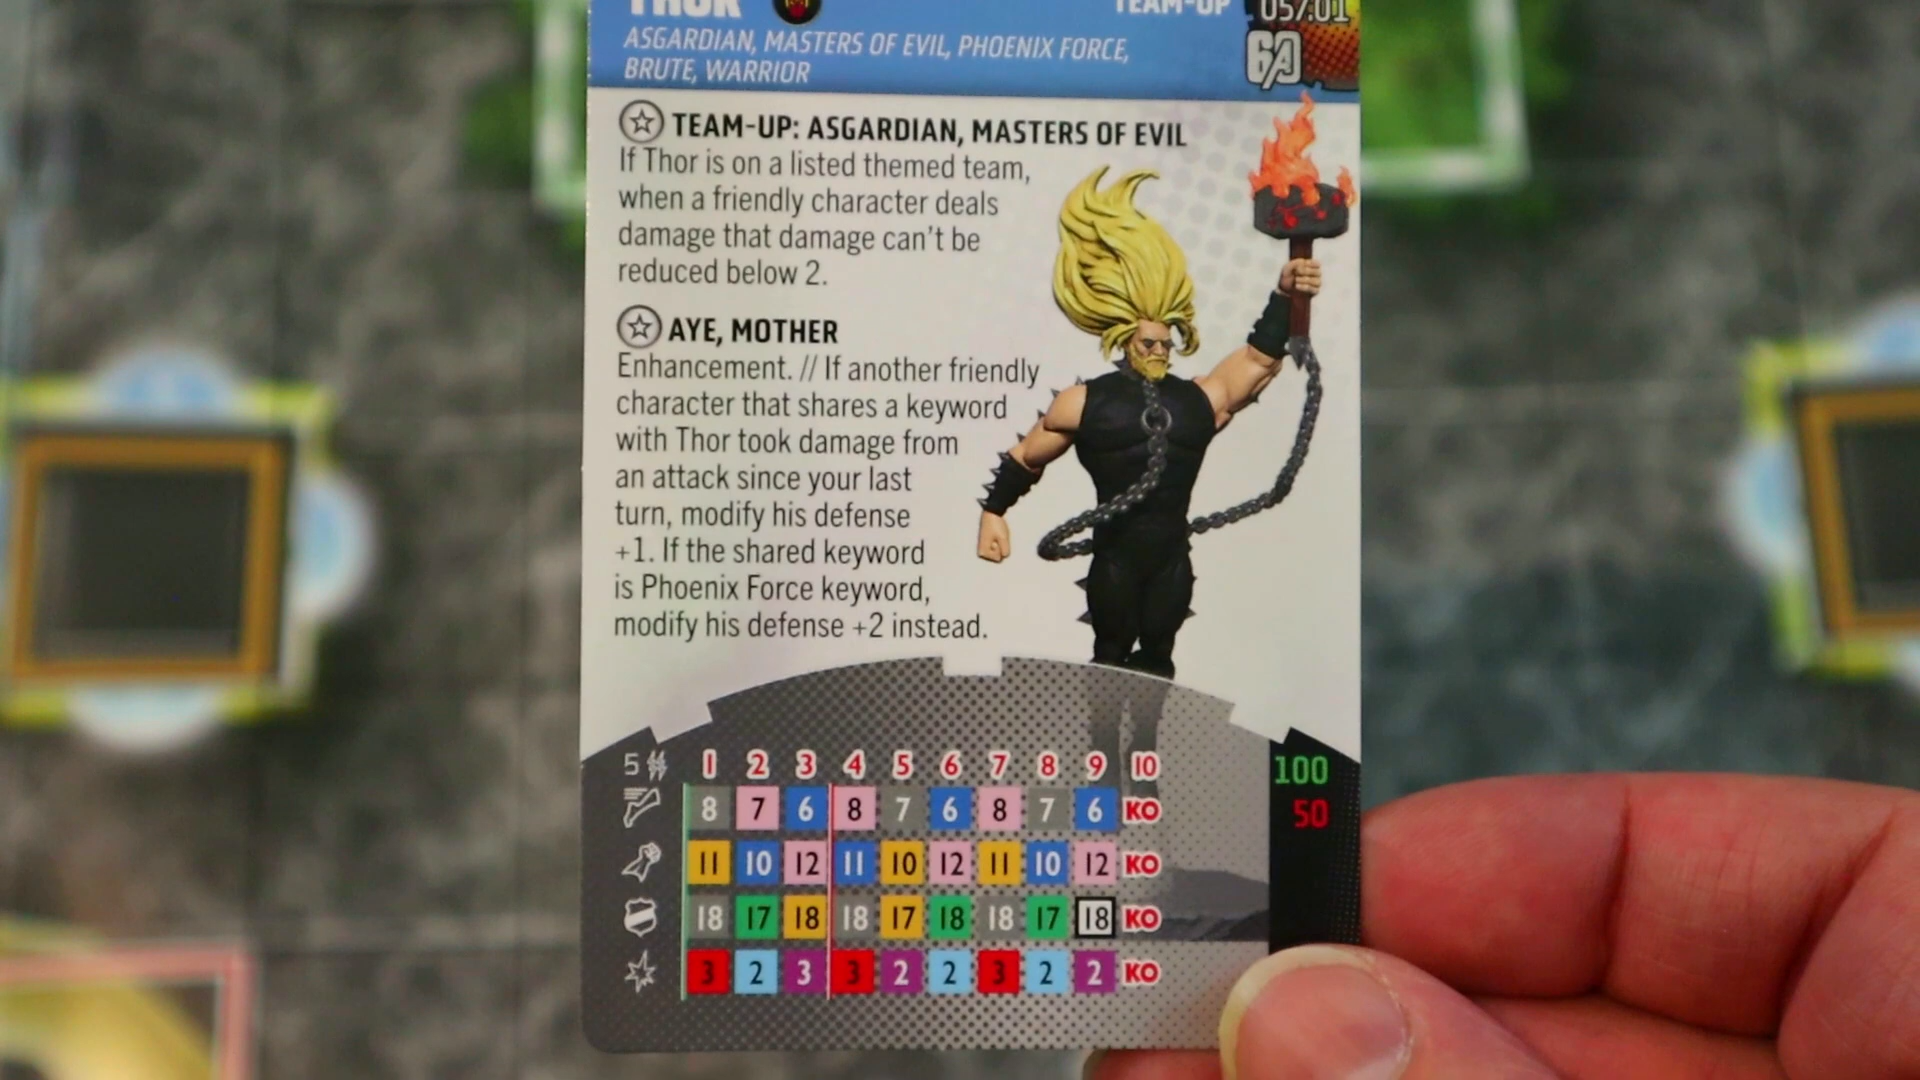 THOR
TEAM-UP
057.01
60
ASGARDIAN, MASTERS OF EVIL, PHOENIX FORCE,
BRUTE, WARRIOR
TEAM-UP: ASGARDIAN, MASTERS OF EVIL
If Thor is on a listed themed team,
when a friendly character deals
damage that damage can't be
reduced below 2.
AYE, MOTHER
Enhancement. // If another friendly
character that shares a keyword
with Thor took damage from
an attack since your last
turn, modify his defense
+1. If the shared keyword
is Phoenix Force keyword,
modify his defense +2 instead.
5 1 2 3 4 5 6 7 8 9 10 100
8 7 6 8 7 6 8 7 6 KO 50
11 10 12 11 10 12 11 10 12 KO
18 17 18 18 17 18 18 17 18 KO
3 2 3 3 2 2 3 2 2 KO